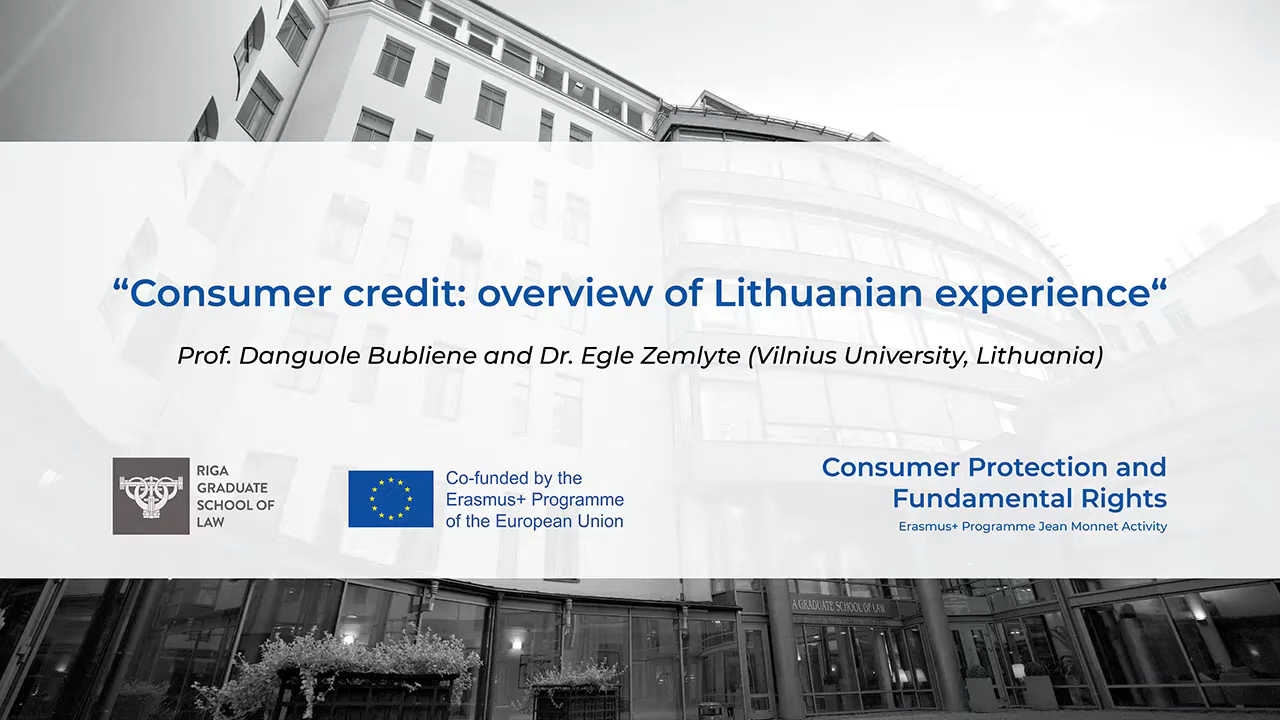 “Consumer credit: overview of Lithuanian experience“
Prof. Danguole Bubliene and Dr. Egle Zemlyte (Vilnius University, Lithuania)
RIGA
GRADUATE
SCHOOL OF
LAW
Co-funded by the
Erasmus+ Programme
of the European Union
Consumer Protection and
Fundamental Rights
Erasmus+ Programme Jean Monnet Activity
A GRADUATE SCHOOL OF LAW